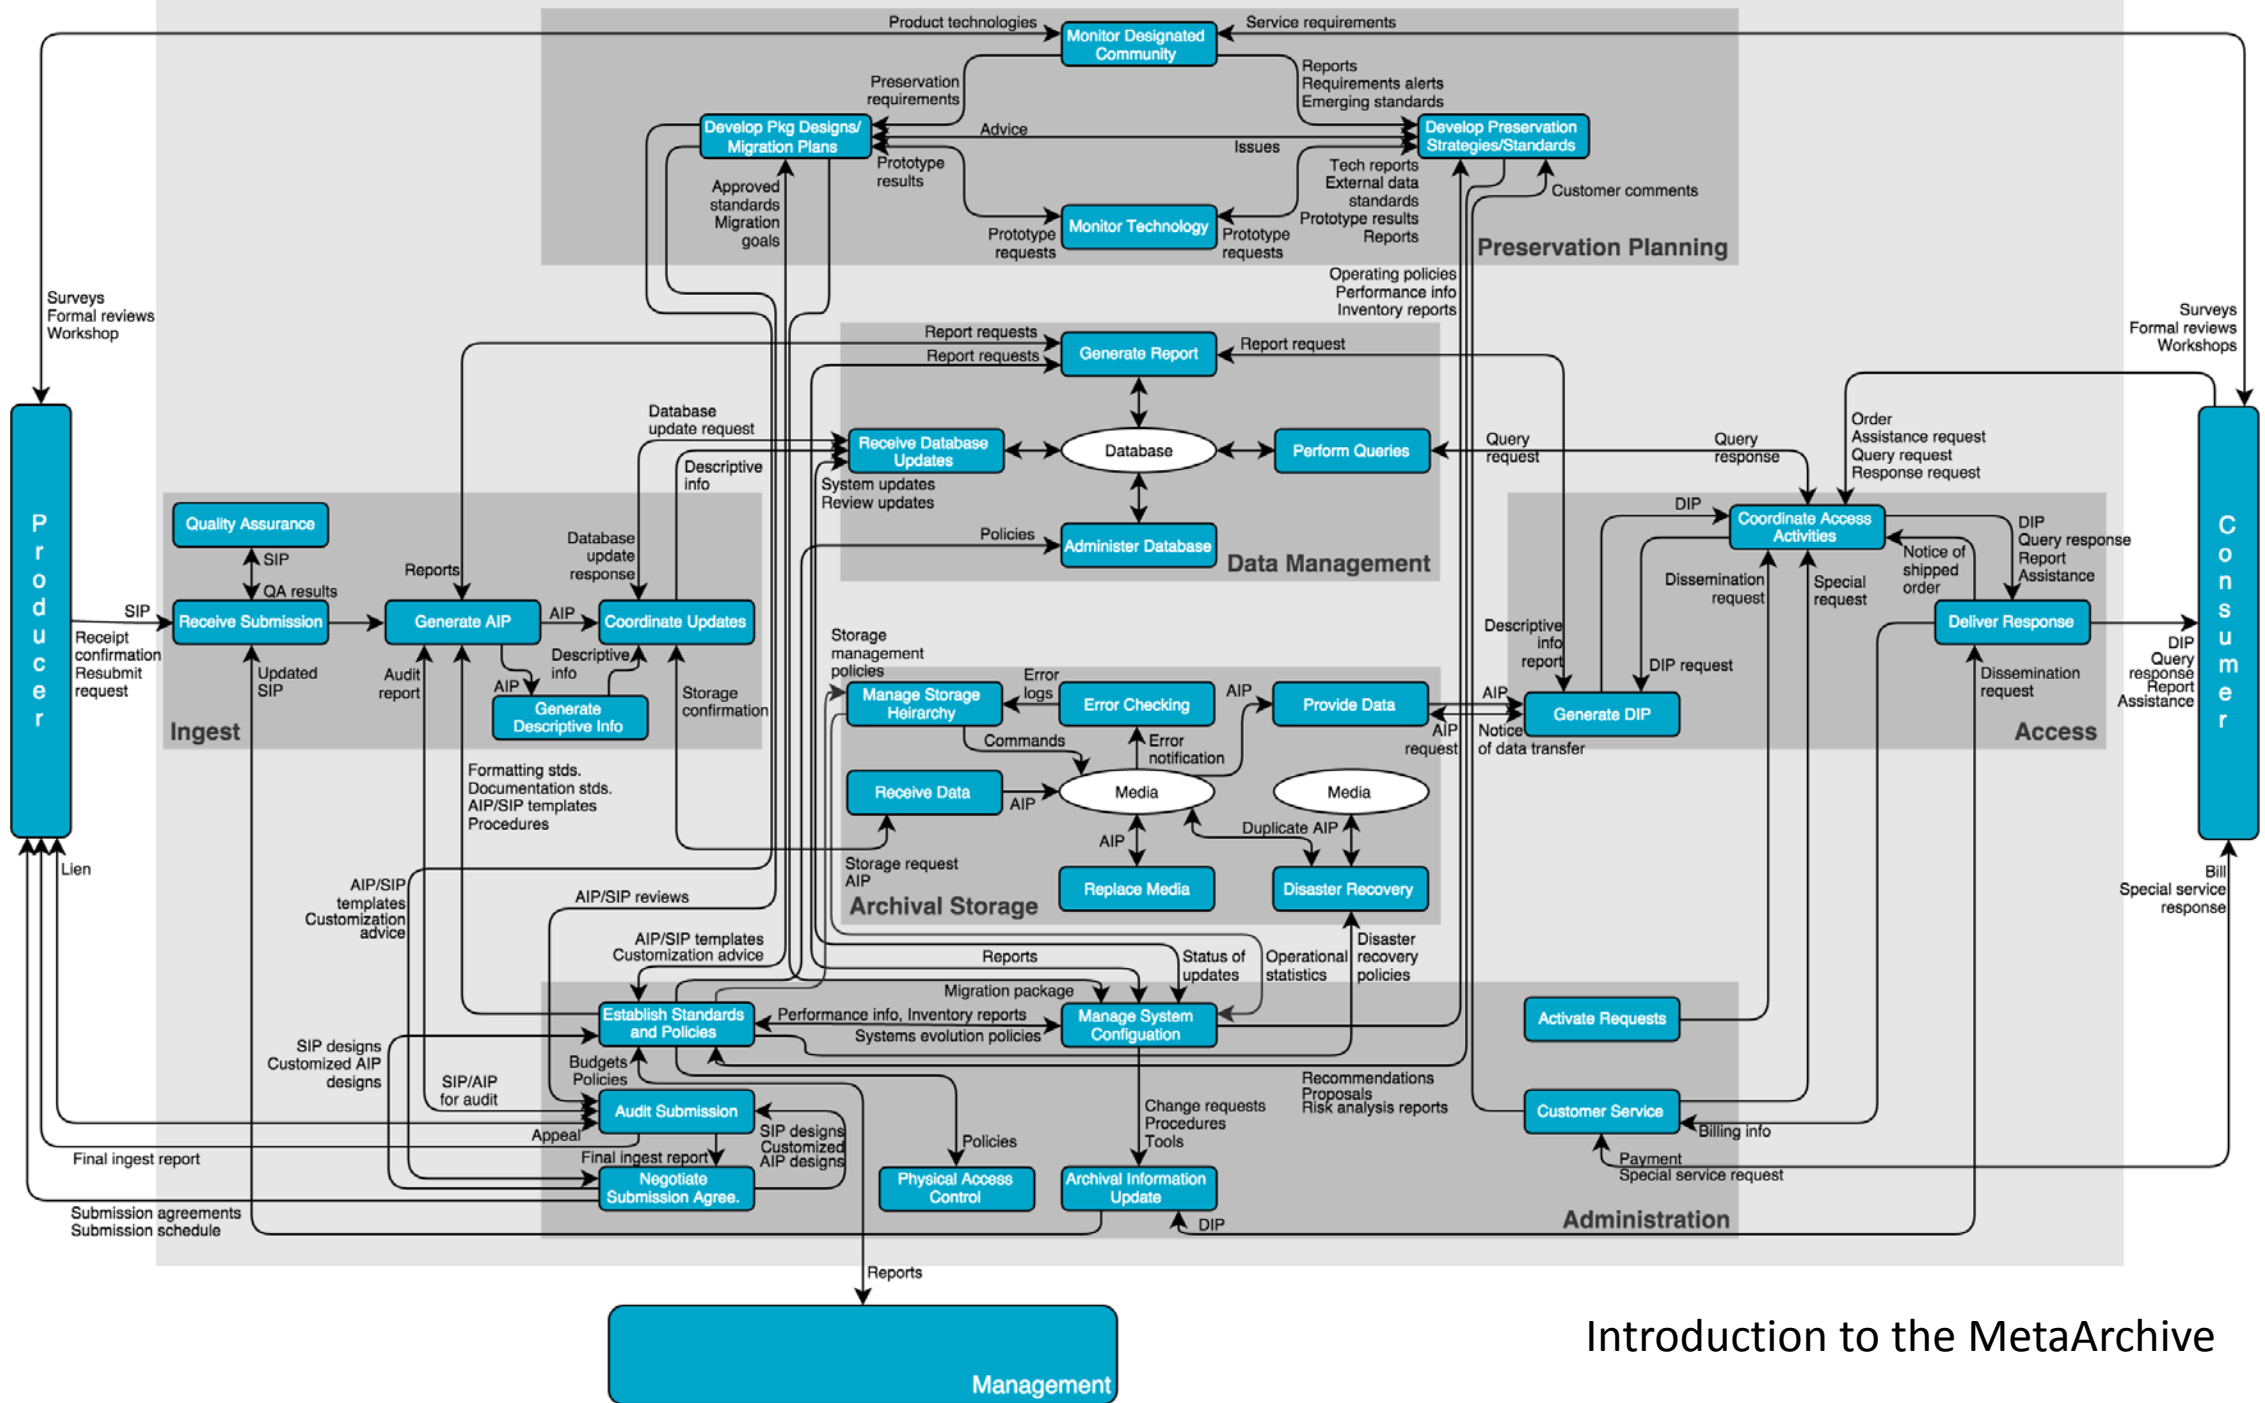 Product technologies
Service requirements
Monitor Designated
Community
Preservation
requirements
Reports
Requirements alerts
Emerging standards
Develop Pkg Designs/
Migration Plans
Advice
Issues
Develop Preservation
Strategies/Standards
Prototype
results
Approved
standards
Migration
goals
Tech reports
External data
standards
Prototype results
Reports
Customer comments
Prototype
requests
Monitor Technology
Prototype
requests
Preservation Planning
Operating policies
Performance info
Inventory reports
Surveys
Formal reviews
Workshop
Surveys
Formal reviews
Workshops
Report requests
Report requests
Generate Report
Report request
Database
update request
Descriptive
info
Receive Database
Updates
Database
Perform Queries
Query
request
Query
response
Order
Assistance request
Query request
Response request
System updates
Review updates
Policies
Administer Database
Data Management
Producer
Consumer
Quality Assurance
SIP
QA results
SIP
Receive Submission
Receipt
confirmation
Resubmit
request
Updated
SIP
Reports
Generate AIP
AIP
Database
update
response
Coordinate Updates
Audit
report
AIP
Descriptive
info
Generate
Descriptive Info
Storage
confirmation
Ingest
DIP
Coordinate Access
Activities
DIP
Query response
Report
Assistance
Notice of
shipped
order
Dissemination
request
Special
request
Deliver Response
Descriptive
info
report
DIP request
Dissemination
request
DIP
Query
response
Report
Assistance
AIP
Generate DIP
AIP
request
Notice
of data transfer
Access
Storage
management
policies
Manage Storage
Heirarchy
Error
logs
Error Checking
AIP
Provide Data
Commands
Error
notification
Receive Data
AIP
Media
Media
Duplicate AIP
AIP
Storage request
AIP
Replace Media
Disaster Recovery
Archival Storage
Formatting stds.
Documentation stds.
AIP/SIP templates
Procedures
Lien
AIP/SIP
templates
Customization
advice
AIP/SIP reviews
AIP/SIP templates
Customization advice
Reports
Status of
updates
Operational
statistics
Disaster
recovery
policies
Migration package
Bill
Special service
response
Establish Standards
and Policies
Performance info, Inventory reports
Systems evolution policies
Manage System
Configuation
Activate Requests
SIP designs
Customized AIP
designs
Budgets
Policies
SIP/AIP
for audit
Audit Submission
Appeal
SIP designs
Customized
AIP designs
Final ingest report
Final ingest report
Negotiate
Submission Agree.
Policies
Physical Access
Control
Change requests
Procedures
Tools
Archival Information
Update
Recommendations
Proposals
Risk analysis reports
Customer Service
Billing info
Payment
Special service request
Submission agreements
Submission schedule
DIP
Administration
Reports
Management
Introduction to the MetaArchive